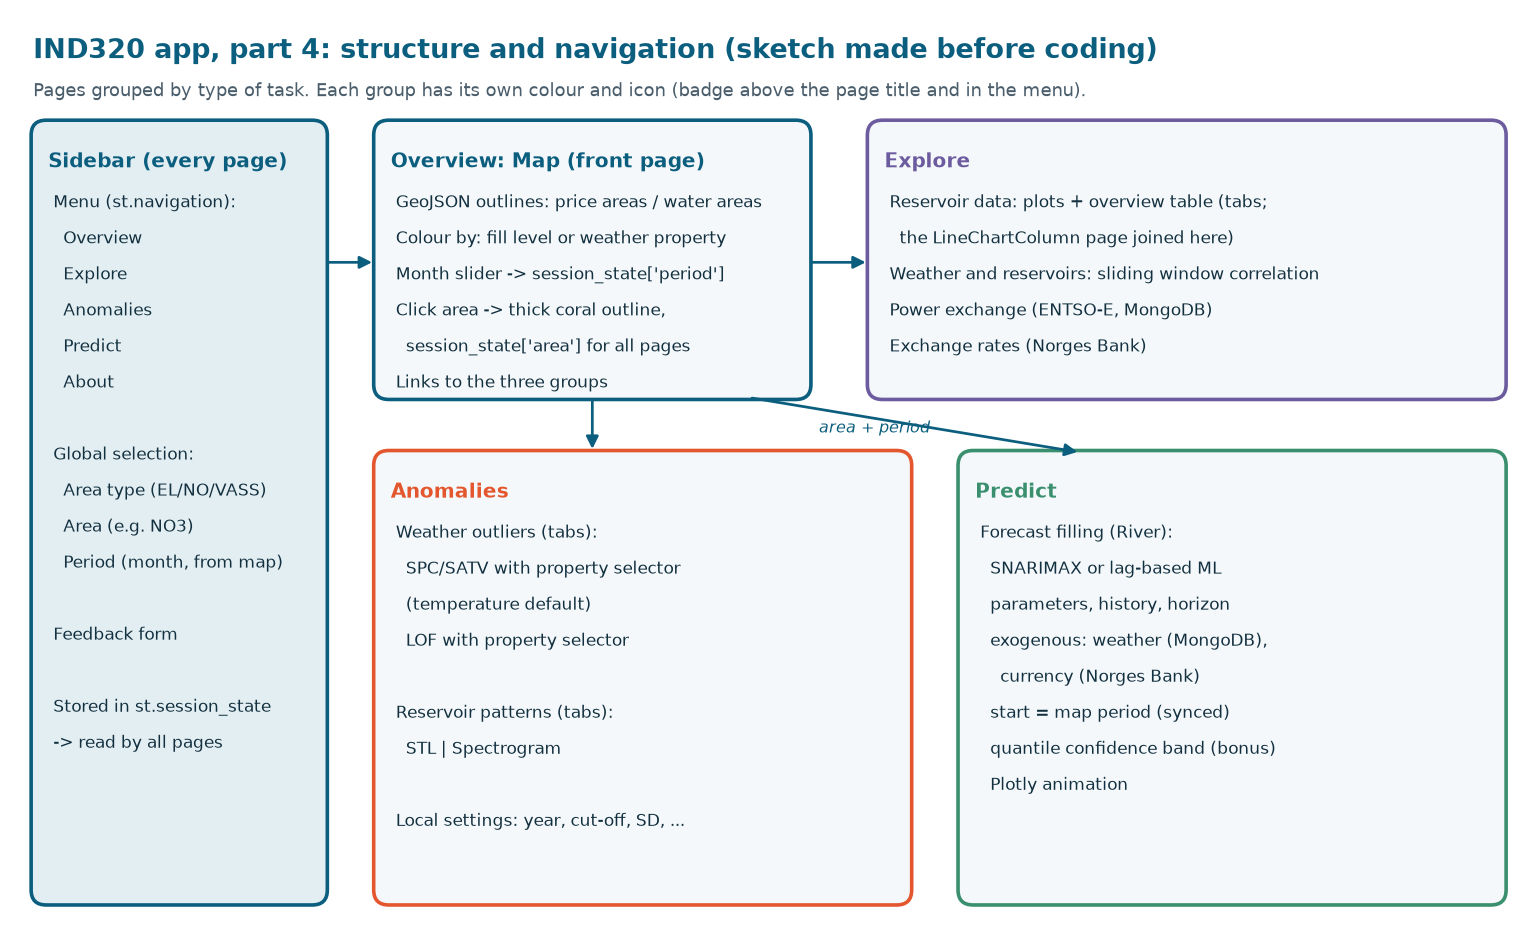 IND320 app, part 4: structure and navigation (sketch made before coding)
Pages grouped by type of task. Each group has its own colour and icon (badge above the page title and in the menu).
Sidebar (every page)
Menu (st.navigation):
Overview
Explore
Anomalies
Predict
About
Global selection:
Area type (EL/NO/VASS)
Area (e.g. NO3)
Period (month, from map)
Feedback form
Stored in st.session_state
-> read by all pages
Overview: Map (front page)
GeoJSON outlines: price areas / water areas
Colour by: fill level or weather property
Month slider -> session_state['period']
Click area -> thick coral outline,
session_state['area'] for all pages
Links to the three groups
Explore
Reservoir data: plots + overview table (tabs;
the LineChartColumn page joined here)
Weather and reservoirs: sliding window correlation
Power exchange (ENTSO-E, MongoDB)
Exchange rates (Norges Bank)
area + period
Anomalies
Weather outliers (tabs):
SPC/SATV with property selector
(temperature default)
LOF with property selector
Reservoir patterns (tabs):
STL | Spectrogram
Local settings: year, cut-off, SD, ...
Predict
Forecast filling (River):
SNARIMAX or lag-based ML
parameters, history, horizon
exogenous: weather (MongoDB),
currency (Norges Bank)
start = map period (synced)
quantile confidence band (bonus)
Plotly animation